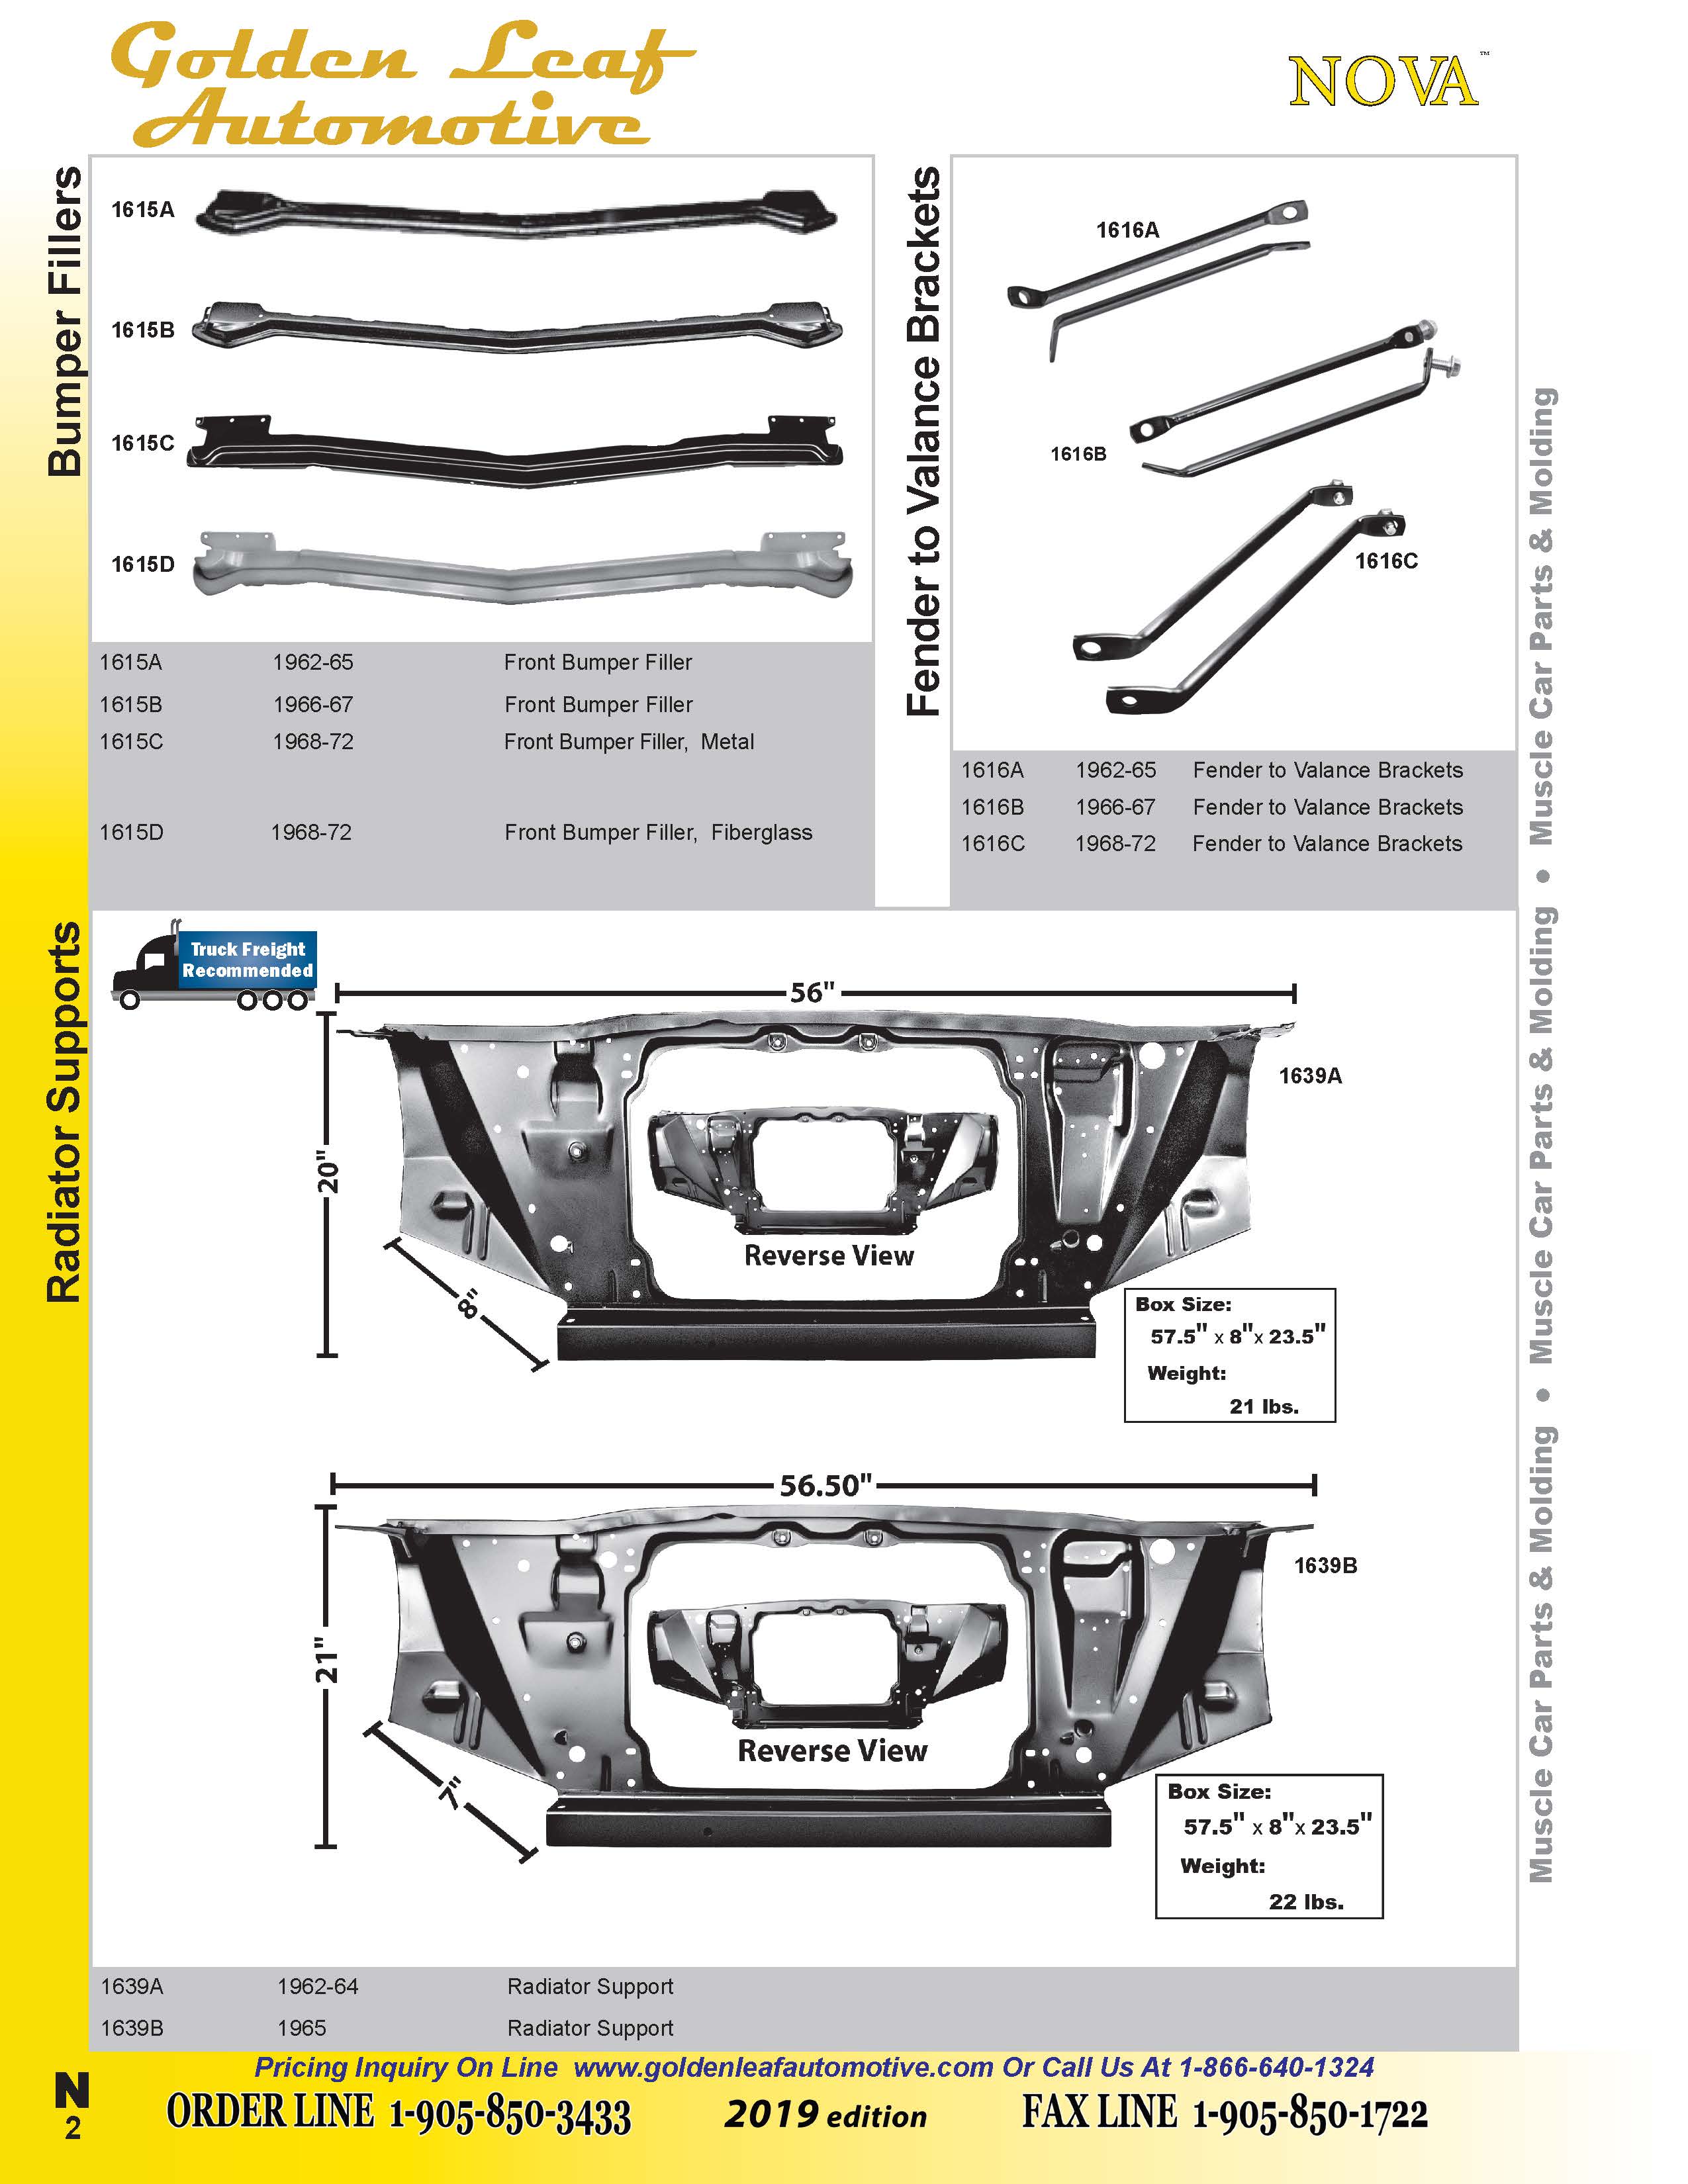 Golden Leaf
Automotive
NOVA™
Bumper Fillers
1615A
1615B
1615C
1615D
1615A 1962-65 Front Bumper Filler
1615B 1966-67 Front Bumper Filler
1615C 1968-72 Front Bumper Filler, Metal
1615D 1968-72 Front Bumper Filler, Fiberglass
Fender to Valance Brackets
1616A
1616B
1616C
1616A 1962-65 Fender to Valance Brackets
1616B 1966-67 Fender to Valance Brackets
1616C 1968-72 Fender to Valance Brackets
Radiator Supports
Truck Freight
Recommended
56"
1639A
20"
Reverse View
8"
Box Size:
57.5" x 8"x 23.5"
Weight:
21 lbs.
56.50"
1639B
21"
Reverse View
7"
Box Size:
57.5" x 8"x 23.5"
Weight:
22 lbs.
1639A 1962-64 Radiator Support
1639B 1965 Radiator Support
Muscle Car Parts & Molding • Muscle Car Parts & Molding • Muscle Car Parts & Molding
Pricing Inquiry On Line www.goldenleafautomotive.com Or Call Us At 1-866-640-1324
N
2
ORDER LINE 1-905-850-3433 2019 edition FAX LINE 1-905-850-1722